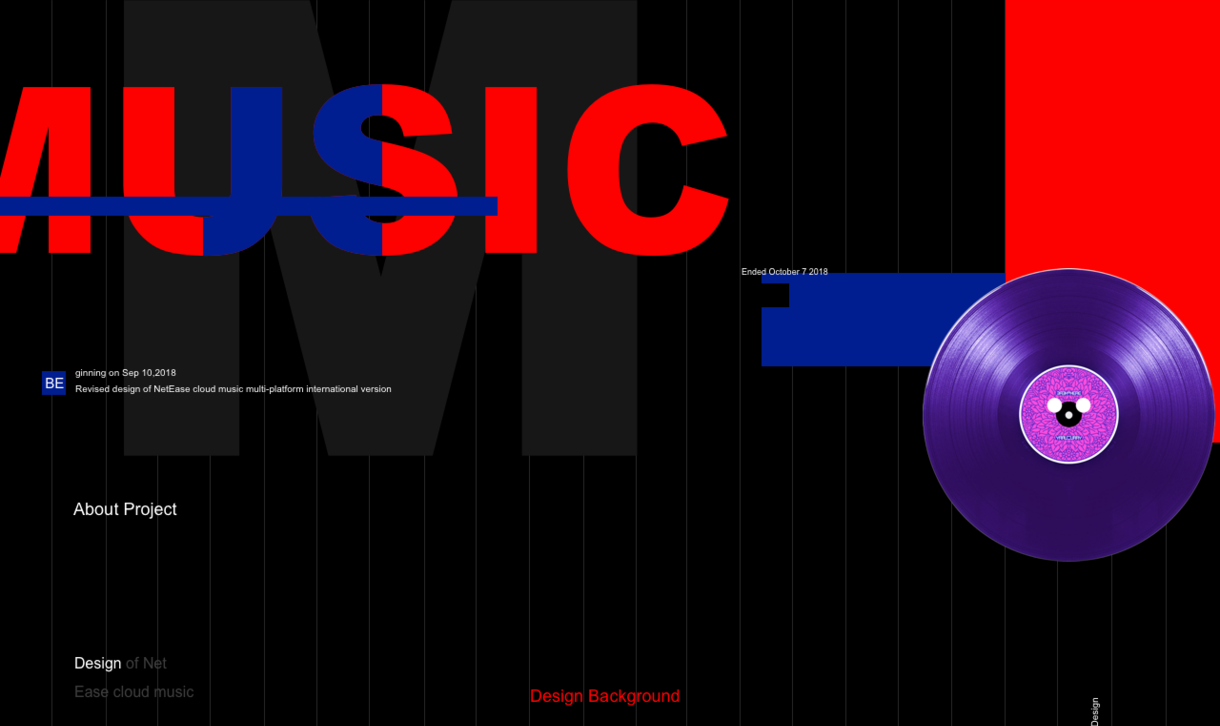 M
MUSIC
Ended October 7 2018
BE
ginning on Sep 10,2018
Revised design of NetEase cloud music multi-platform international version
About Project
Design of Net
Ease cloud music
Design Background
Design